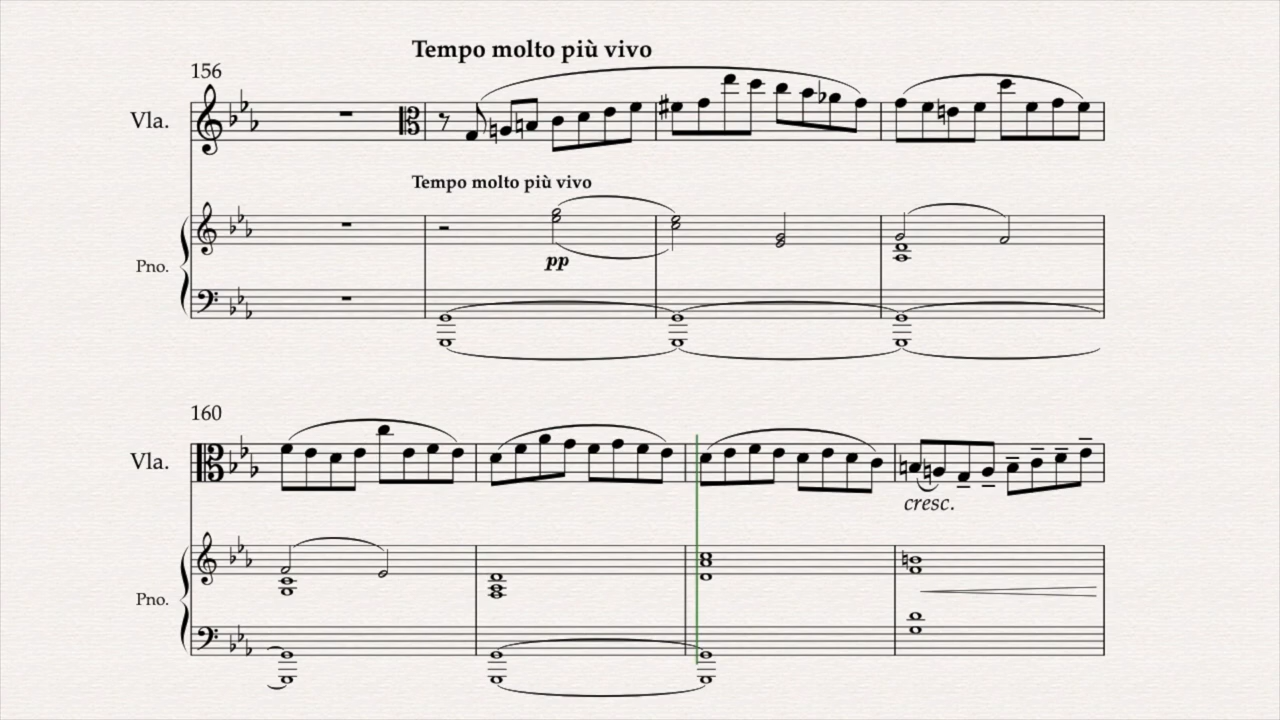 Tempo molto più vivo
156
Vla.
Tempo molto più vivo
pp
Pno.
160
Vla.
cresc.
Pno.